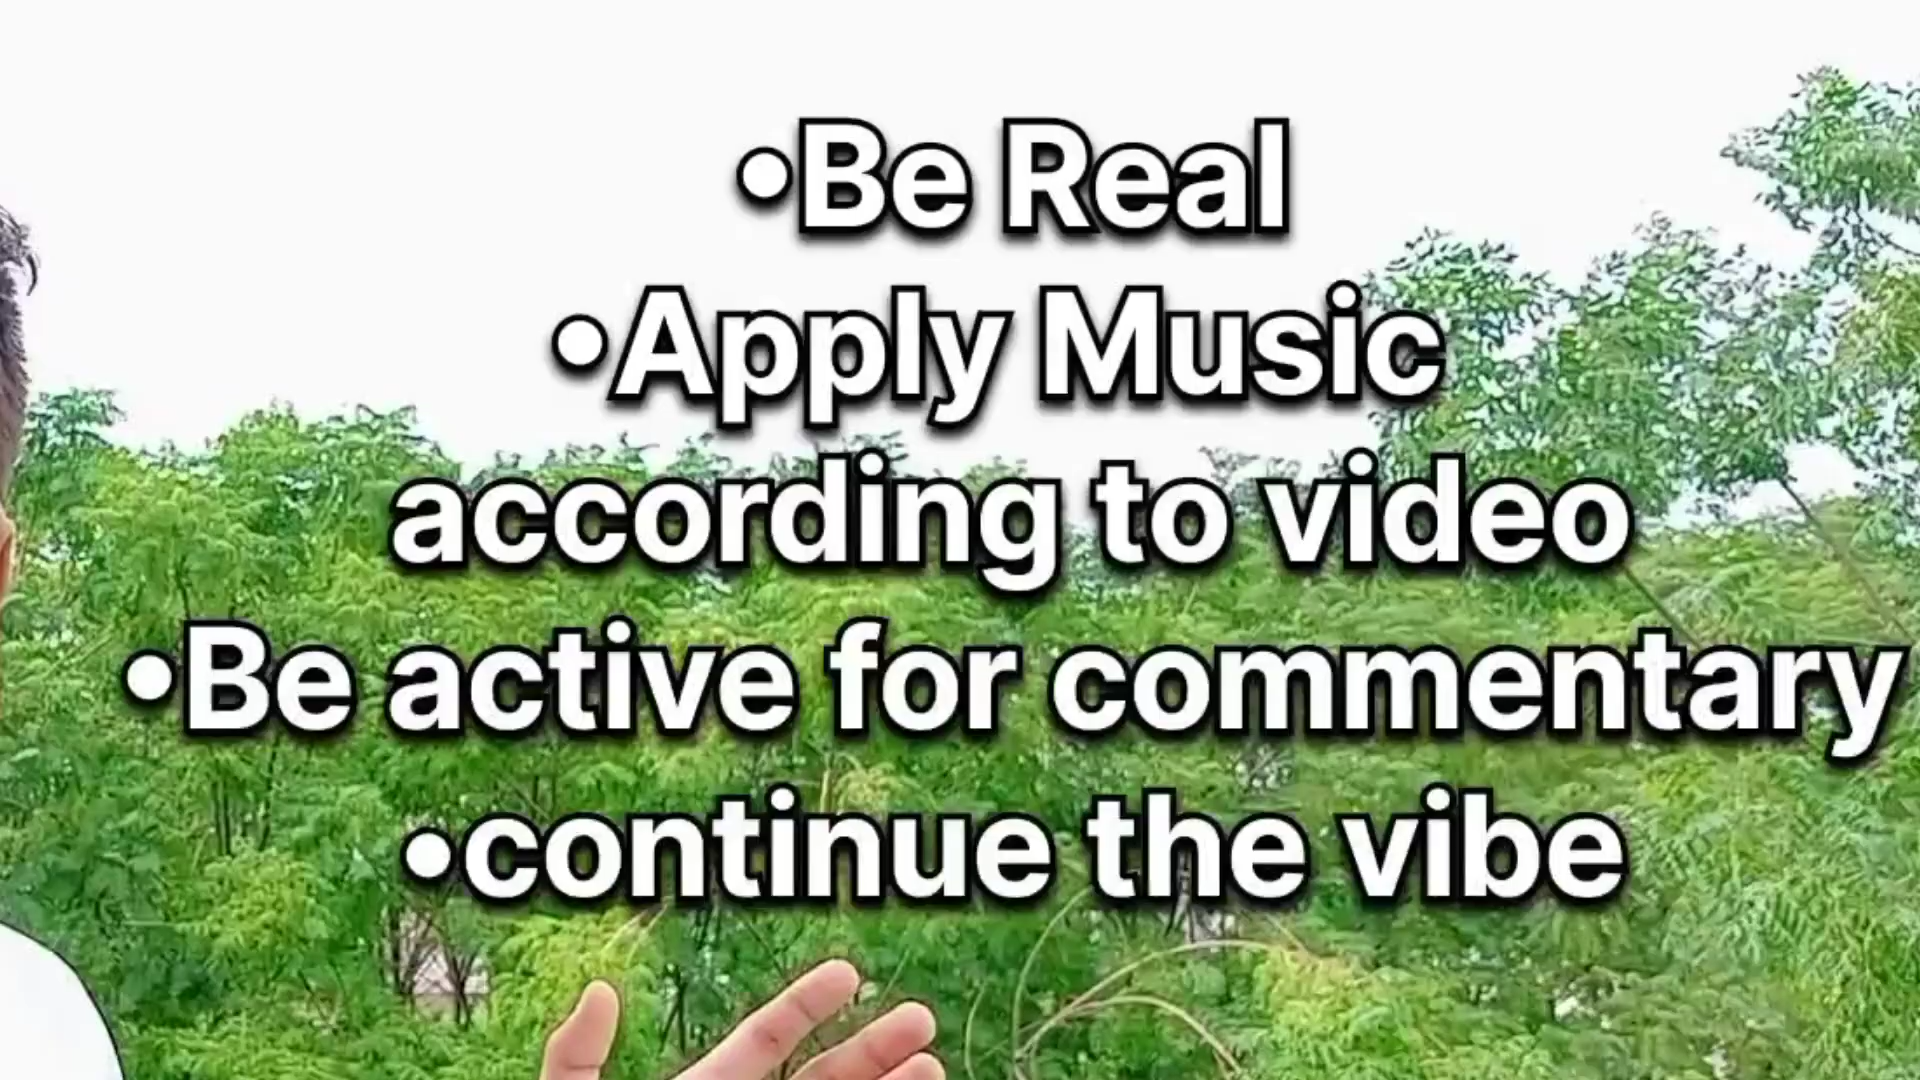 •Be Real
•Apply Music
according to video
•Be active for commentary
•continue the vibe